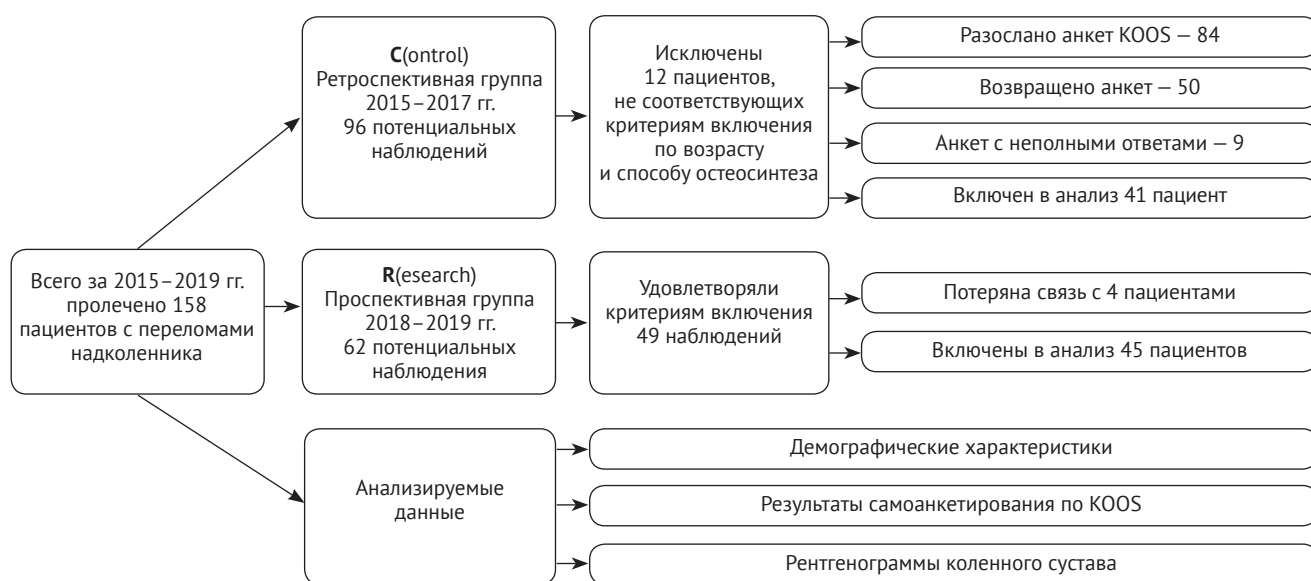 Всего за 2015–2019 гг.
пролечено 158
пациентов с переломами
надколенника
C(ontrol)
Ретроспективная группа
2015–2017 гг.
96 потенциальных
наблюдений
Исключены
12 пациентов,
не соответствующих
критериям включения
по возрасту
и способу остеосинтеза
Разослано анкет KOOS — 84
Возвращено анкет — 50
Анкет с неполными ответами — 9
Включен в анализ 41 пациент
R(esearch)
Проспективная группа
2018–2019 гг.
62 потенциальных
наблюдения
Удовлетворяли
критериям включения
49 наблюдений
Потеряна связь с 4 пациентами
Включены в анализ 45 пациентов
Анализируемые
данные
Демографические характеристики
Результаты самоанкетирования по KOOS
Рентгенограммы коленного сустава